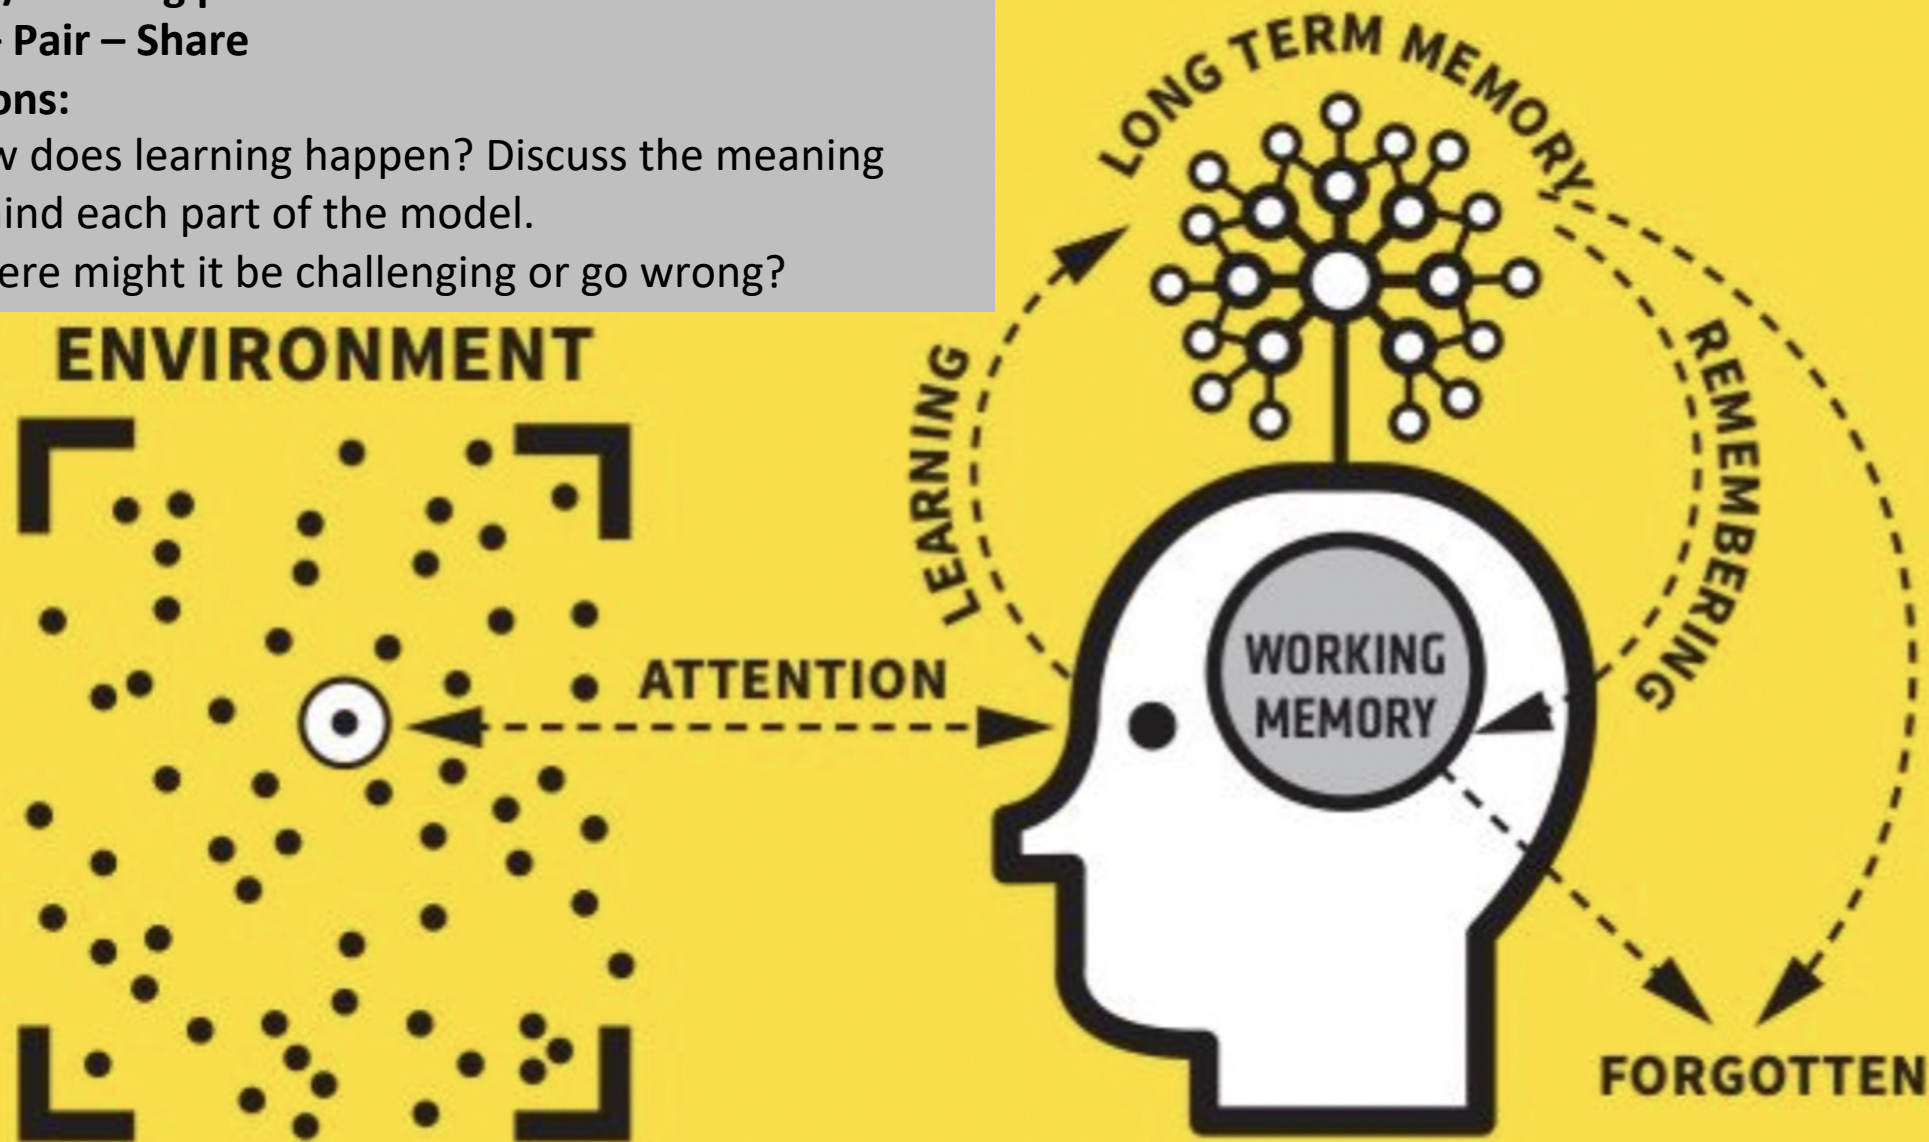 Pair – Share
ons:
w does learning happen? Discuss the meaning
ind each part of the model.
ere might it be challenging or go wrong?
LONG TERM MEMORY
ENVIRONMENT
LEARNING
REMEMBERING
ATTENTION
WORKING
MEMORY
FORGOTTEN